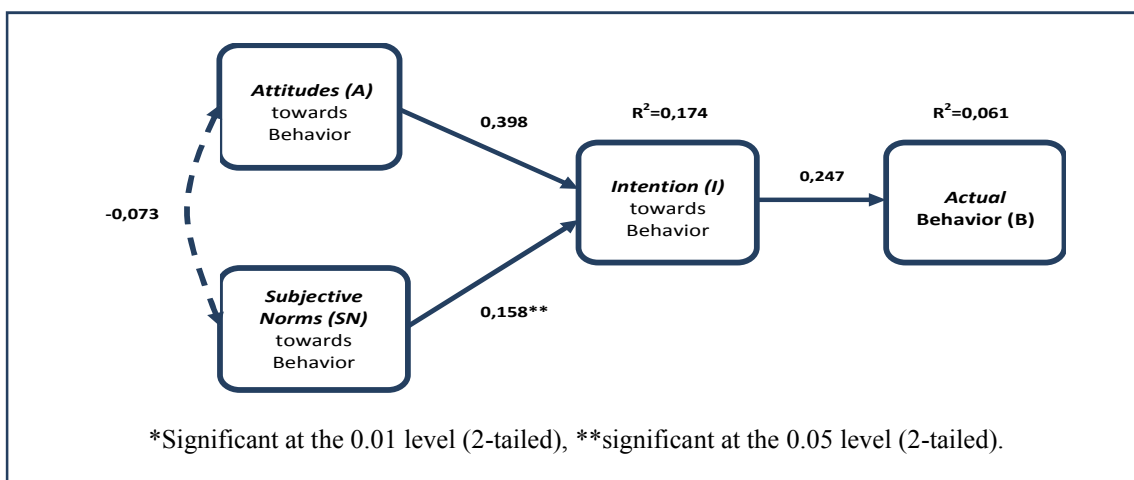 Attitudes (A)
towards
Behavior
0,398
R²=0,174
R²=0,061
-0,073
Intention (I)
towards
Behavior
0,247
Actual
Behavior (B)
Subjective
Norms (SN)
towards
Behavior
0,158**
*Significant at the 0.01 level (2-tailed), **significant at the 0.05 level (2-tailed).